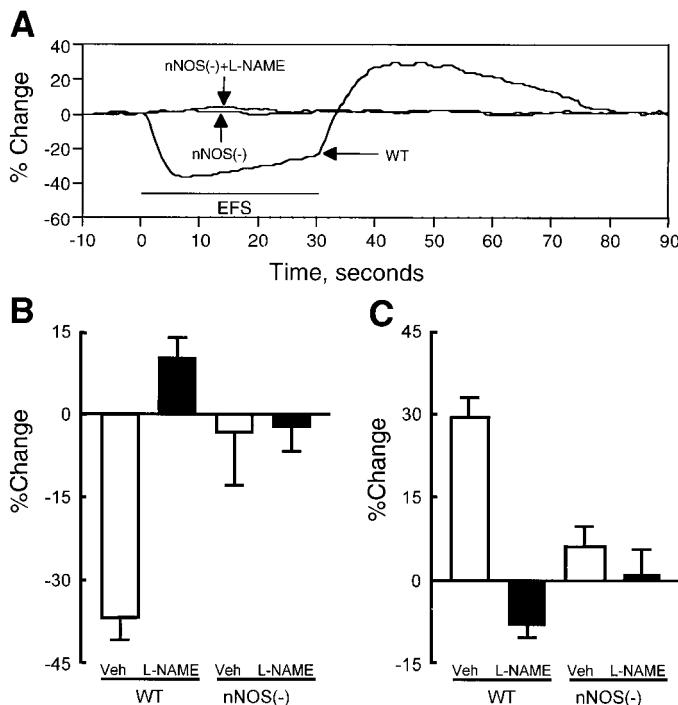 A
40
20
0
-20
-40
-60
% Change
nNOS(-)+L-NAME
nNOS(-)
WT
EFS
-10 0 10 20 30 40 50 60 70 80 90
Time, seconds
B
15
0
-15
-30
-45
%Change
Veh L-NAME Veh L-NAME
WT nNOS(-)
C
45
30
15
0
-15
%Change
Veh L-NAME Veh L-NAME
WT nNOS(-)